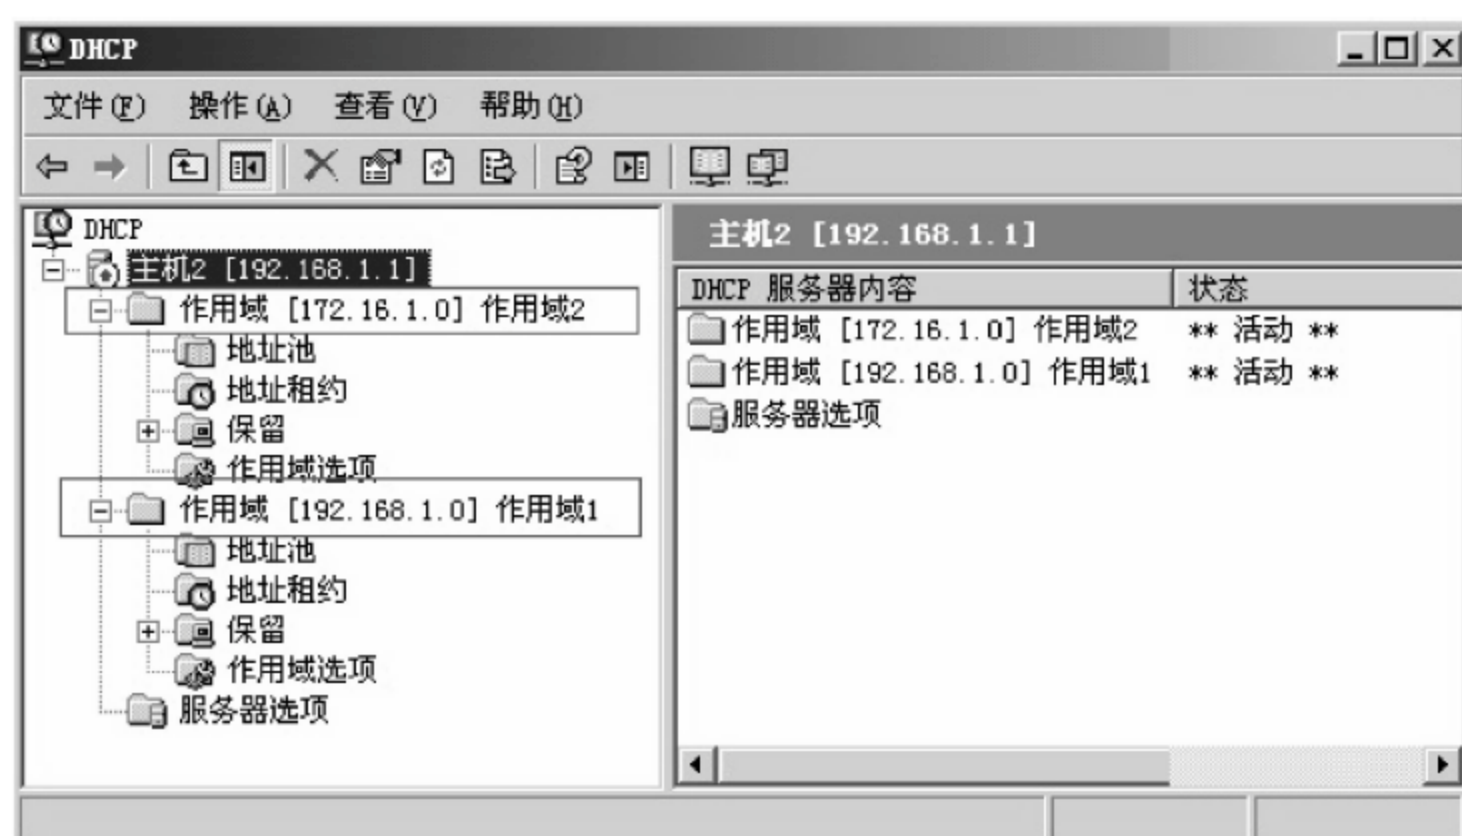 DHCP
文件(F) 操作(A) 查看(V) 帮助(H)
DHCP
主机2 [192.168.1.1]
作用域 [172.16.1.0] 作用域2
地址池
地址租约
保留
作用域选项
作用域 [192.168.1.0] 作用域1
地址池
地址租约
保留
作用域选项
服务器选项
主机2 [192.168.1.1]
DHCP 服务器内容 状态
作用域 [172.16.1.0] 作用域2 ** 活动 **
作用域 [192.168.1.0] 作用域1 ** 活动 **
服务器选项